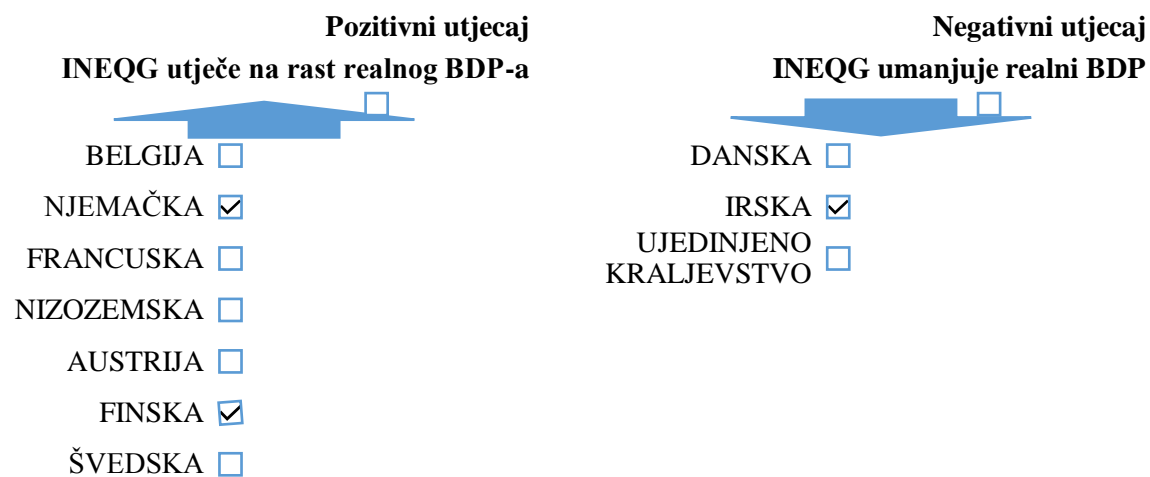 Pozitivni utjecaj
INEQG utječe na rast realnog BDP-a
BELGIJA
NJEMAČKA
FRANCUSKA
NIZOZEMSKA
AUSTRIJA
FINSKA
ŠVEDSKA
Negativni utjecaj
INEQG umanjuje realni BDP
DANSKA
IRSKA
UJEDINJENO
KRALJEVSTVO